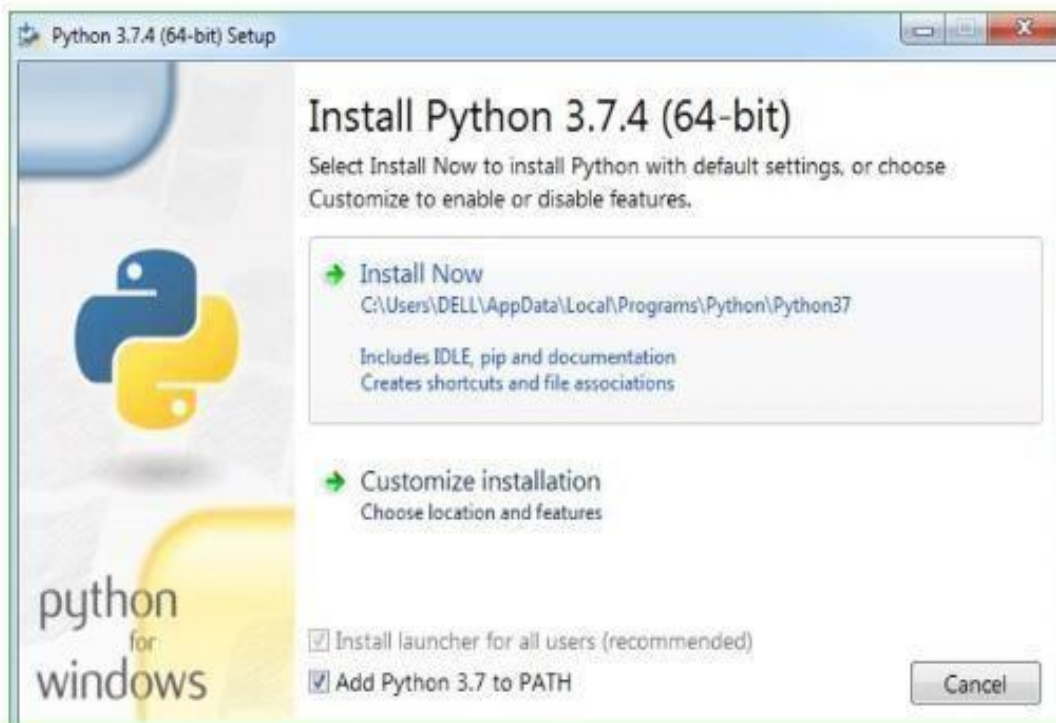 Python 3.7.4 (64-bit) Setup
Install Python 3.7.4 (64-bit)
Select Install Now to install Python with default settings, or choose
Customize to enable or disable features.
Install Now
C:\Users\DELL\AppData\Local\Programs\Python\Python37
Includes IDLE, pip and documentation
Creates shortcuts and file associations
Customize installation
Choose location and features
python
for
windows
Install launcher for all users (recommended)
Add Python 3.7 to PATH
Cancel